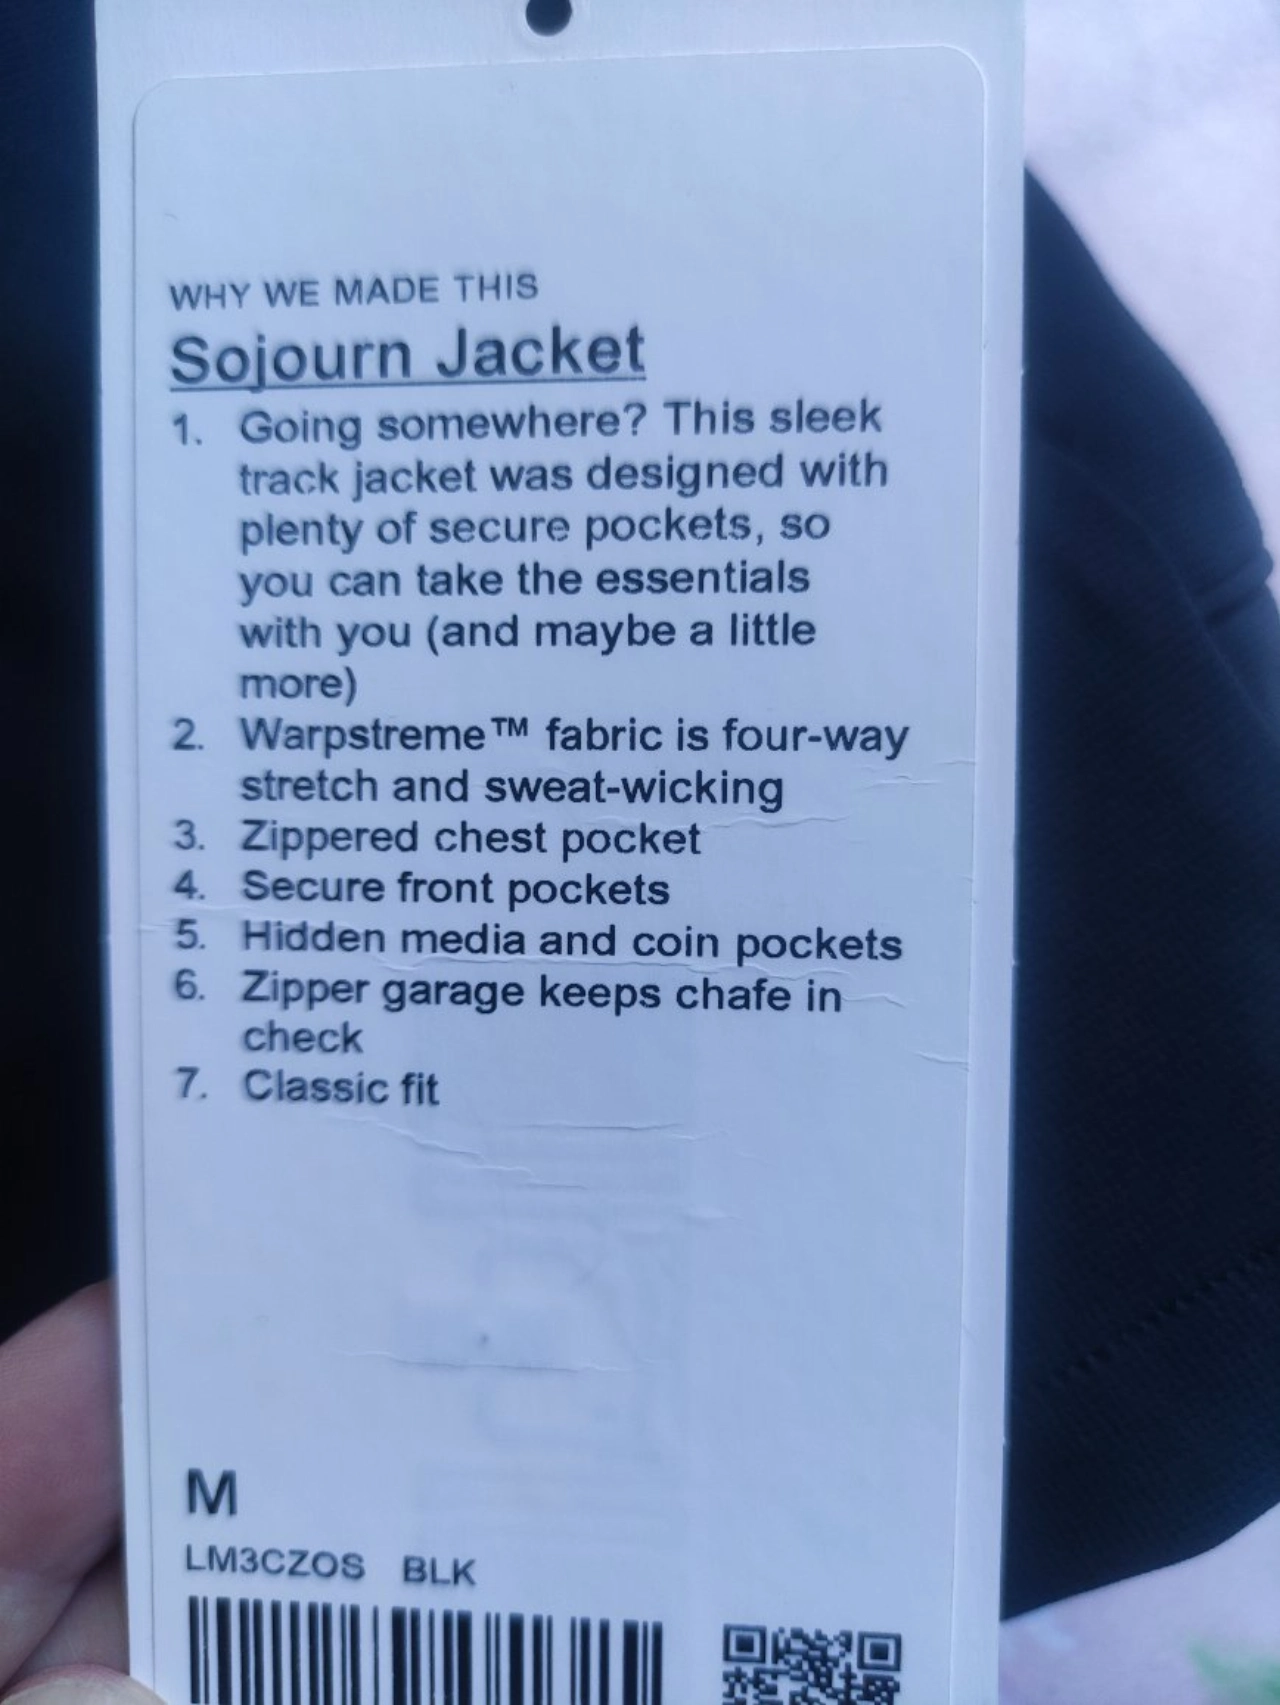 WHY WE MADE THIS
Sojourn Jacket
1. Going somewhere? This sleek
track jacket was designed with
plenty of secure pockets, so
you can take the essentials
with you (and maybe a little
more)
2. Warpstreme™ fabric is four-way
stretch and sweat-wicking
3. Zippered chest pocket
4. Secure front pockets
5. Hidden media and coin pockets
6. Zipper garage keeps chafe in
check
7. Classic fit
M
LM3CZOS BLK